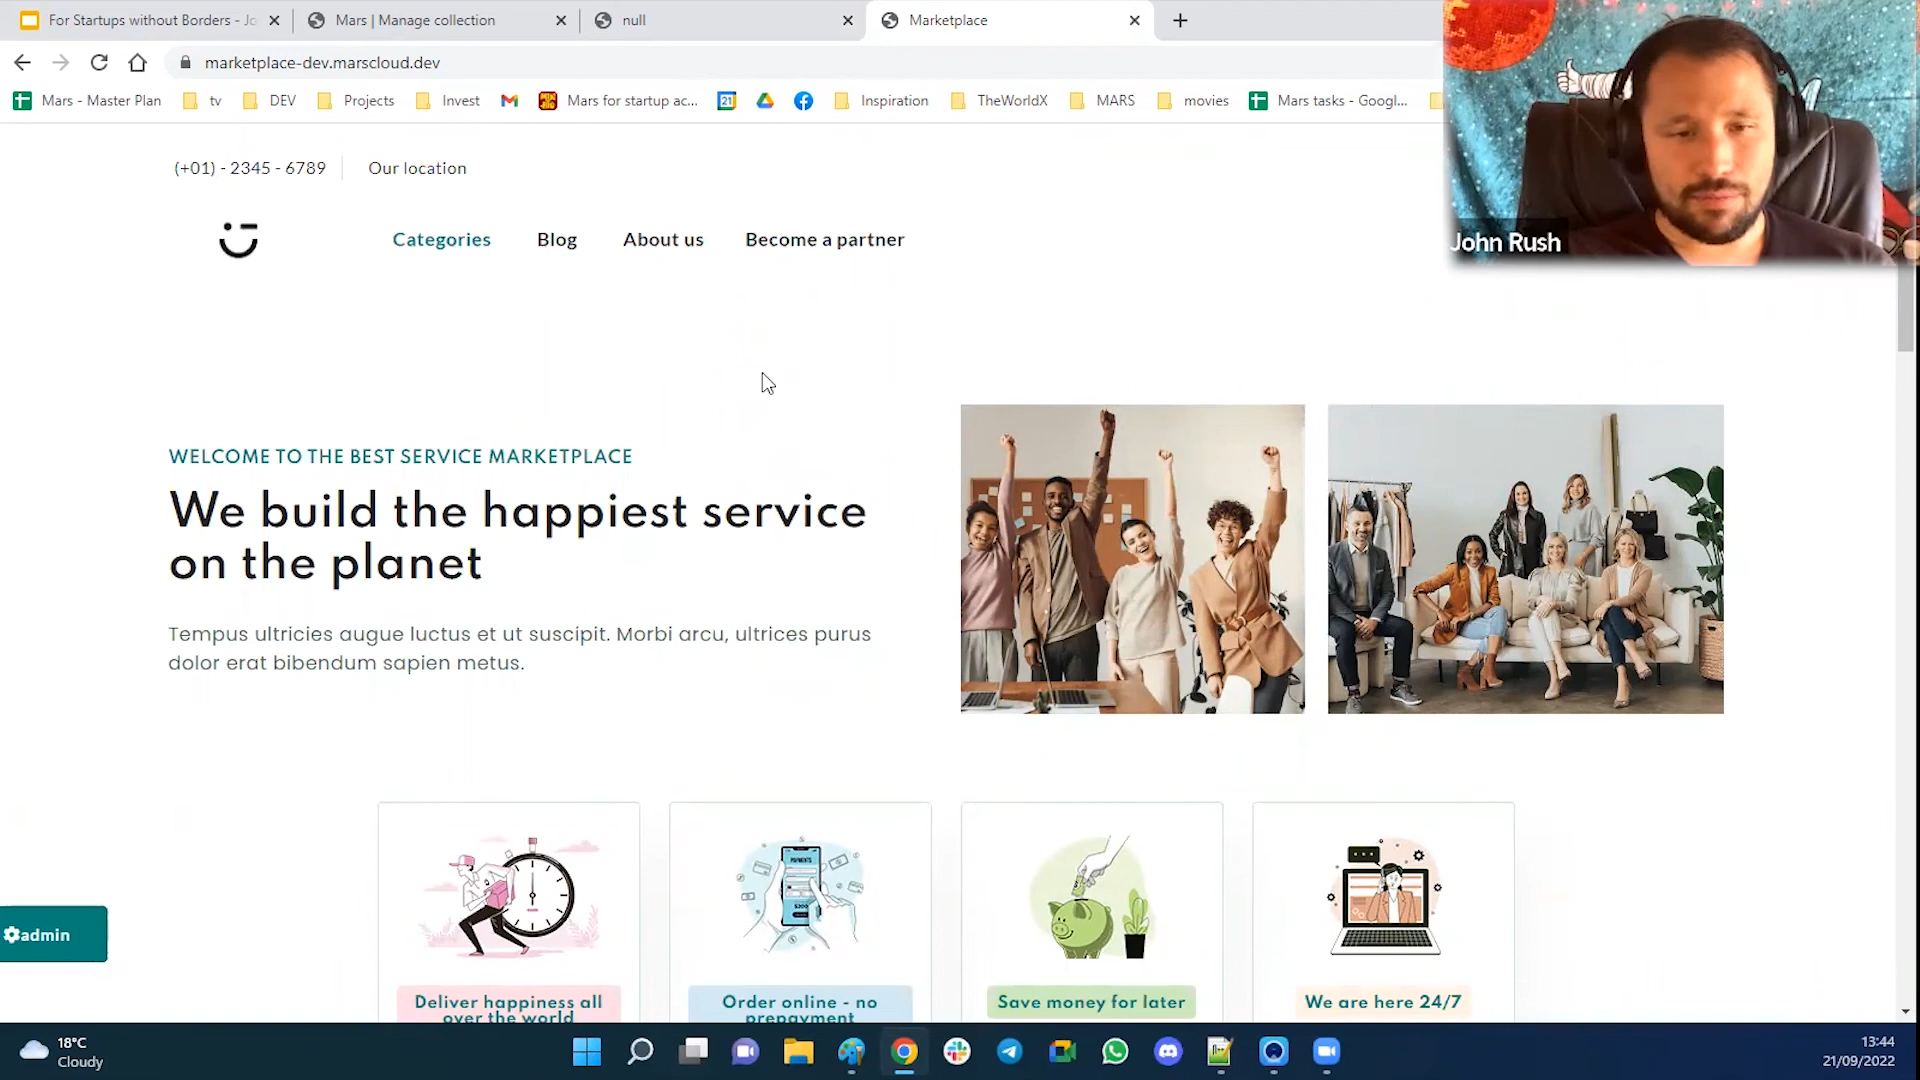 For Startups without Borders - Jo
Mars | Manage collection
null
Marketplace
marketplace-dev.marscloud.dev
Mars - Master Plan
tv
DEV
Projects
Invest
Mars for startup ac...
21
Inspiration
TheWorldX
MARS
movies
Mars tasks - Googl...
John Rush
(+01) - 2345 - 6789
Our location
Categories
Blog
About us
Become a partner
WELCOME TO THE BEST SERVICE MARKETPLACE
We build the happiest service
on the planet
Tempus ultricies augue luctus et ut suscipit. Morbi arcu, ultrices purus
dolor erat bibendum sapien metus.
PAYMENTS
admin
Deliver happiness all
over the world
Order online - no
prepayment
Save money for later
We are here 24/7
18°C
Cloudy
13:44
21/09/2022